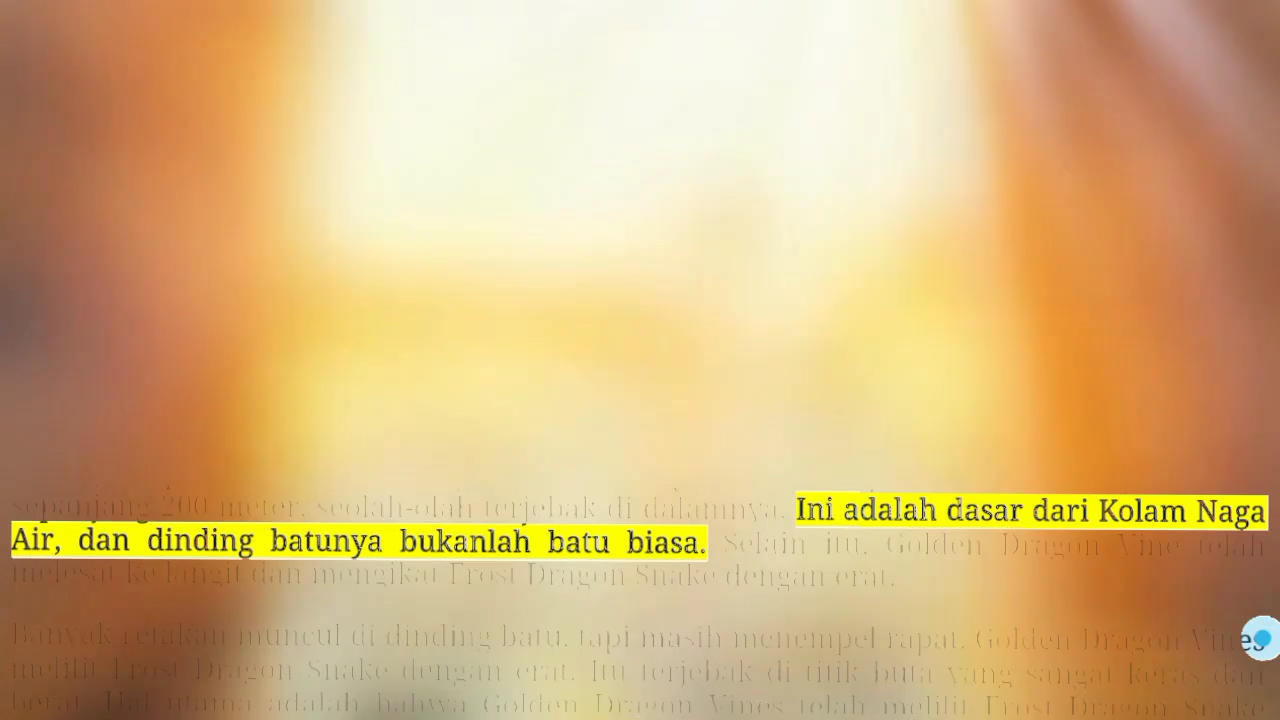 sepanjang 200 meter, seolah-olah terjebak di dalamnya. Ini adalah dasar dari Kolam Naga
Air, dan dinding batunya bukanlah batu biasa. Selain itu, Golden Dragon Vine telah
melesat ke langit dan mengikat Frost Dragon Snake dengan erat.
Banyak retakan muncul di dinding batu, tapi masih menempel rapat. Golden Dragon Vines
melilit Frost Dragon Snake dengan erat. Itu terjebak di titik buta yang sangat keras dan
berat. Hal utama adalah bahwa Golden Dragon Vines telah melilit Frost Dragon Snake